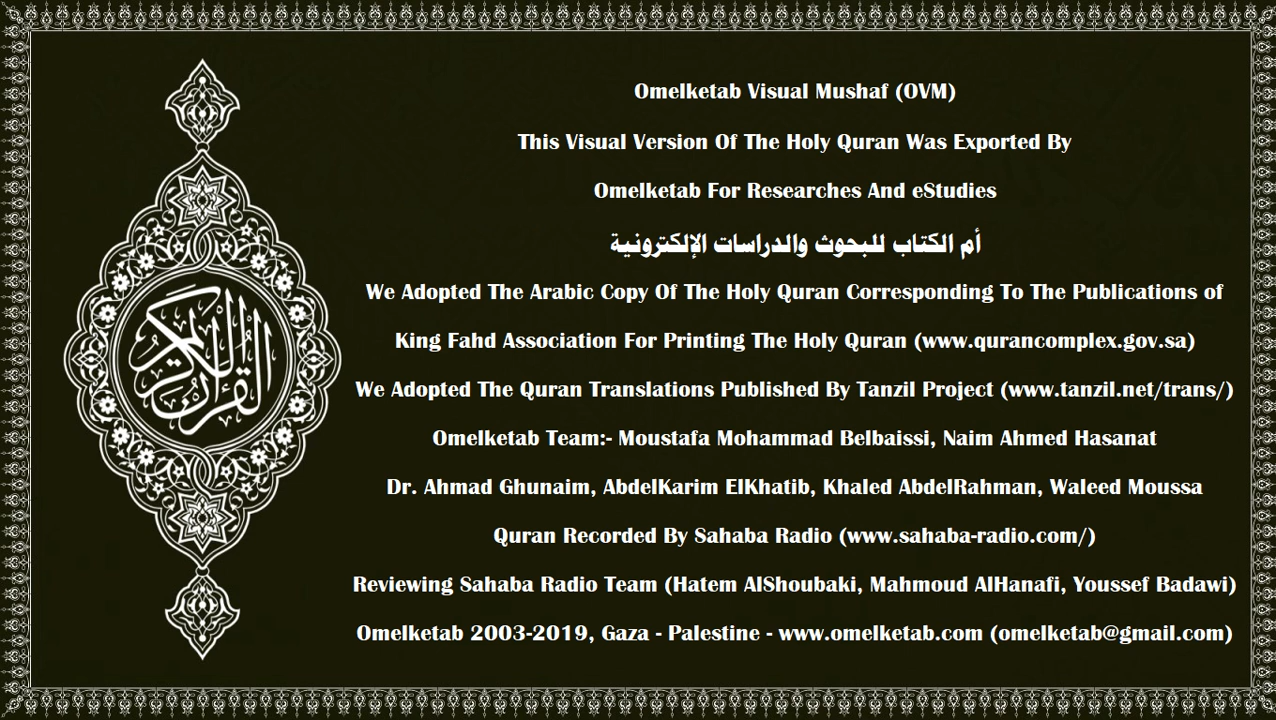 Omelketab Visual Mushaf (OVM)
This Visual Version Of The Holy Quran Was Exported By
Omelketab For Researches And eStudies
أم الكتاب للبحوث والدراسات الإلكترونية
We Adopted The Arabic Copy Of The Holy Quran Corresponding To The Publications of
King Fahd Association For Printing The Holy Quran (www.qurancomplex.gov.sa)
We Adopted The Quran Translations Published By Tanzil Project (www.tanzil.net/trans/)
Omelketab Team:- Moustafa Mohammad Belbaissi, Naim Ahmed Hasanat
Dr. Ahmad Ghunaim, AbdelKarim ElKhatib, Khaled AbdelRahman, Waleed Moussa
Quran Recorded By Sahaba Radio (www.sahaba-radio.com/)
Reviewing Sahaba Radio Team (Hatem AlShoubaki, Mahmoud AlHanafi, Youssef Badawi)
Omelketab 2003-2019, Gaza - Palestine - www.omelketab.com (omelketab@gmail.com)
القرآن الكريم